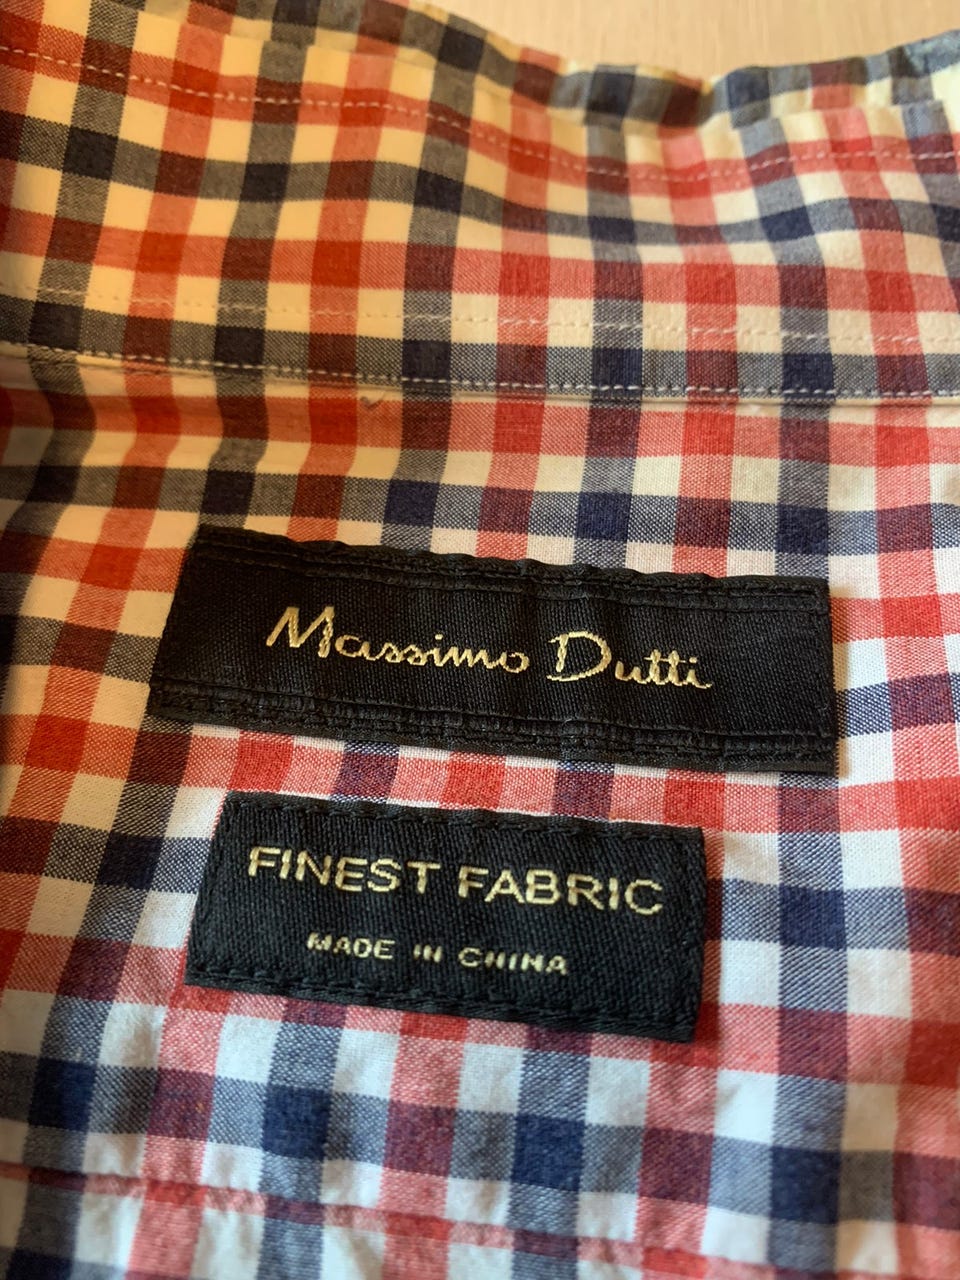 Massimo Dutti
FINEST FABRIC
MADE IN CHINA